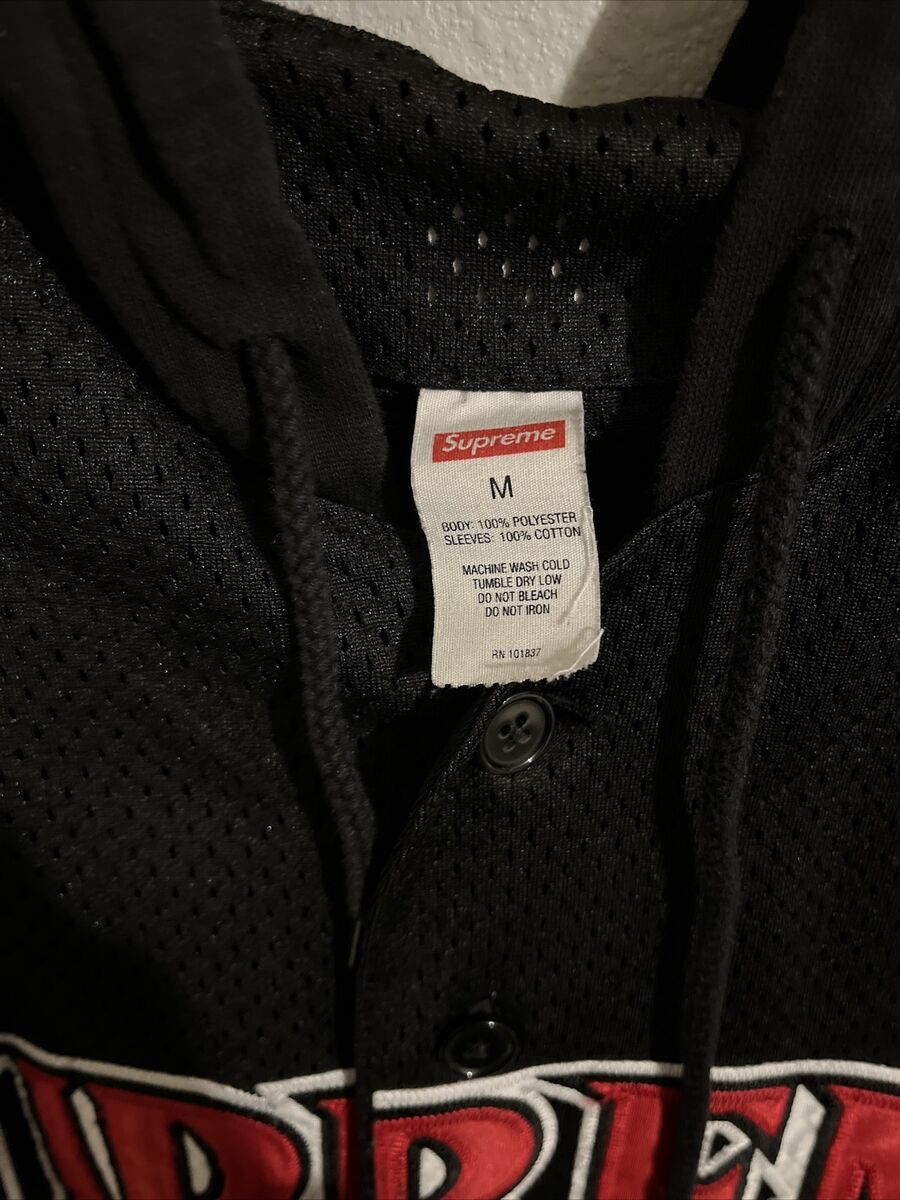 Supreme
M
BODY: 100% POLYESTER
SLEEVES: 100% COTTON
MACHINE WASH COLD
TUMBLE DRY LOW
DO NOT BLEACH
DO NOT IRON
RN 101837
UPREM